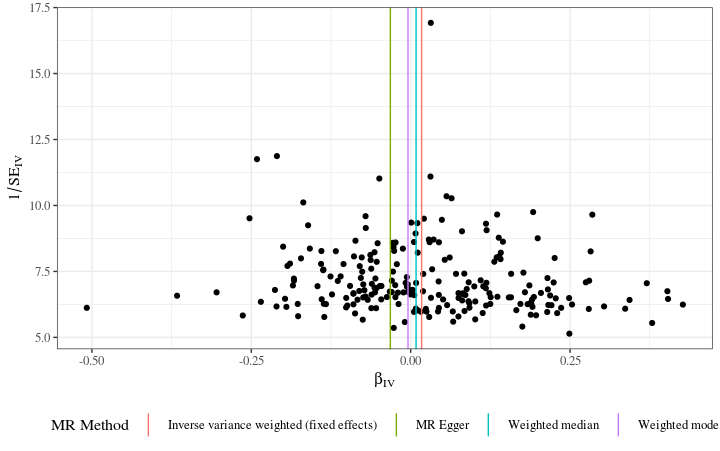 17.5
15.0
12.5
10.0
7.5
5.0
1/SE_IV
-0.50 -0.25 0.00 0.25
β_IV
MR Method Inverse variance weighted (fixed effects) MR Egger Weighted median Weighted mode